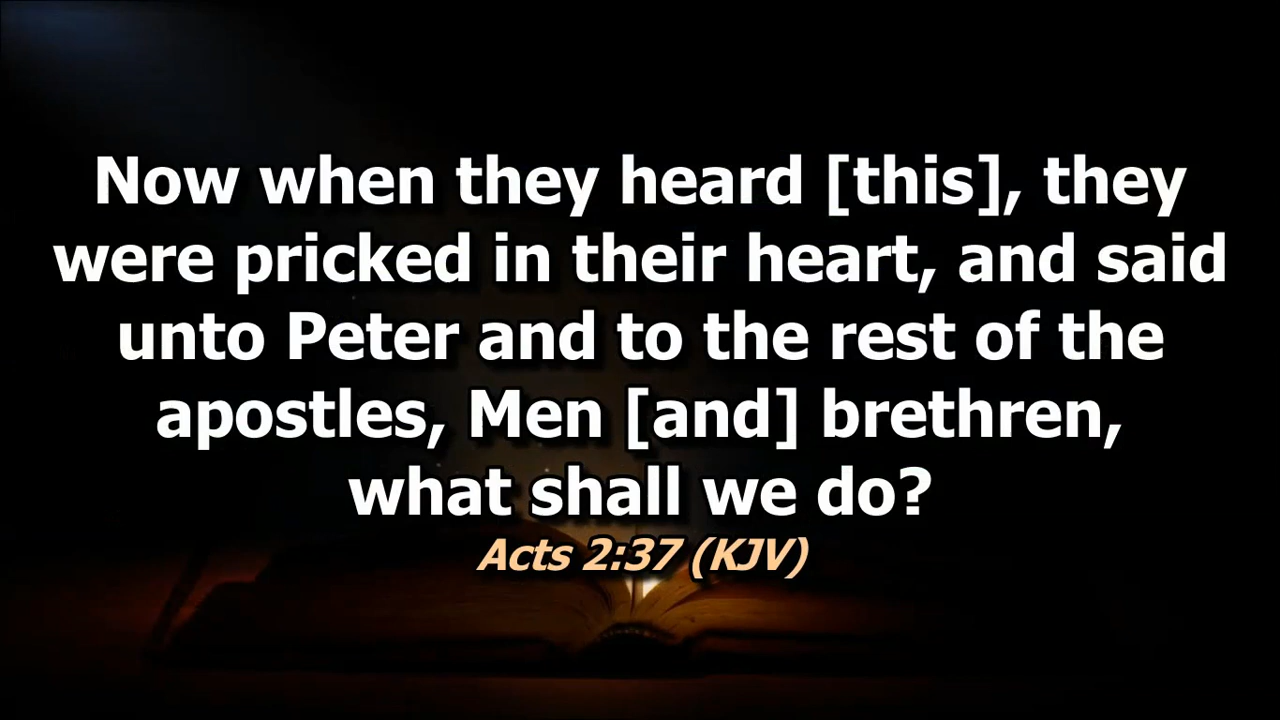 Now when they heard [this], they
were pricked in their heart, and said
unto Peter and to the rest of the
apostles, Men [and] brethren,
what shall we do?
Acts 2:37 (KJV)